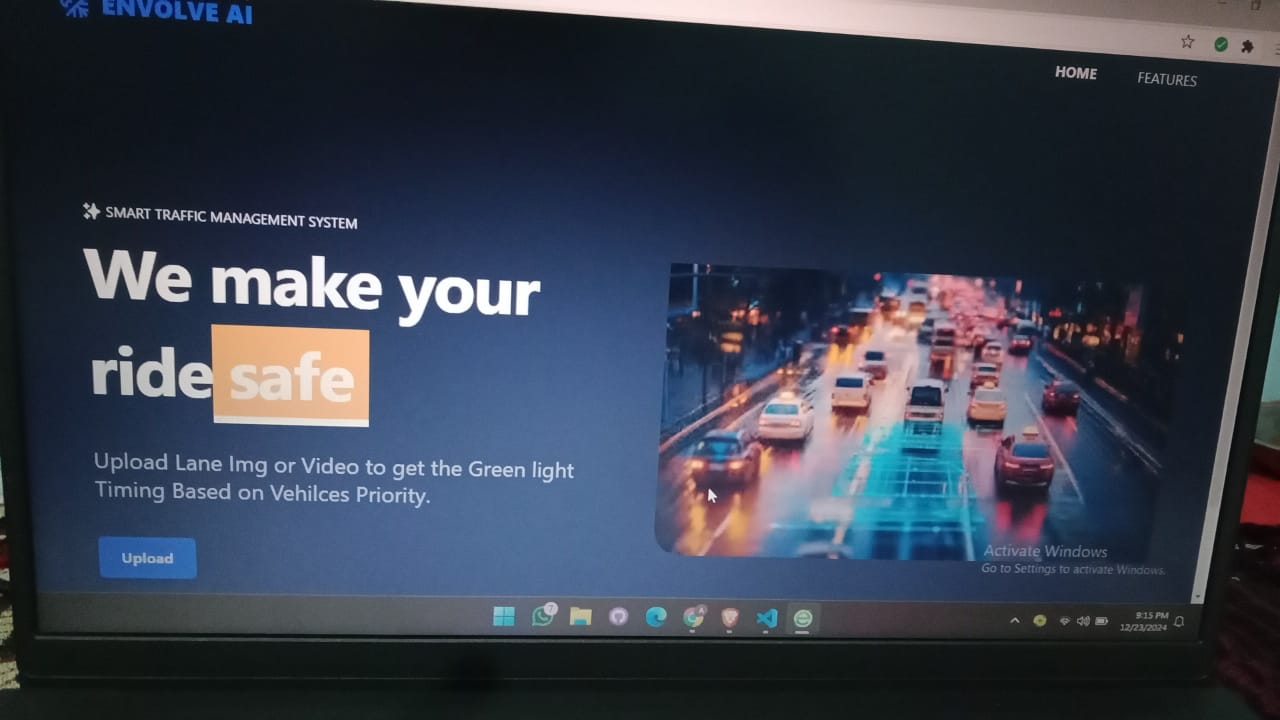 ENVOLVE AI
HOME FEATURES
SMART TRAFFIC MANAGEMENT SYSTEM
We make your
ride safe
Upload Lane Img or Video to get the Green light
Timing Based on Vehilces Priority.
Upload
Activate Windows
Go to Settings to activate Windows.
7
9:15 PM
12/23/2024